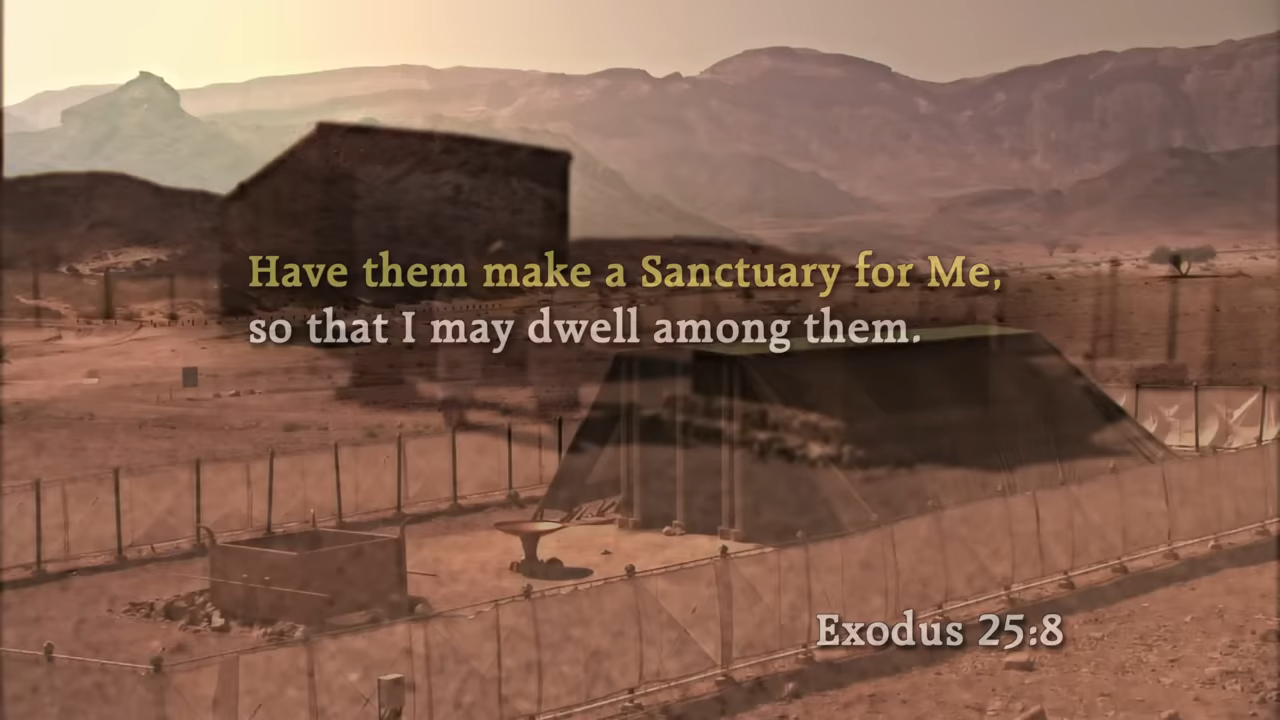 Have them make a Sanctuary for Me,
so that I may dwell among them.
Exodus 25:8